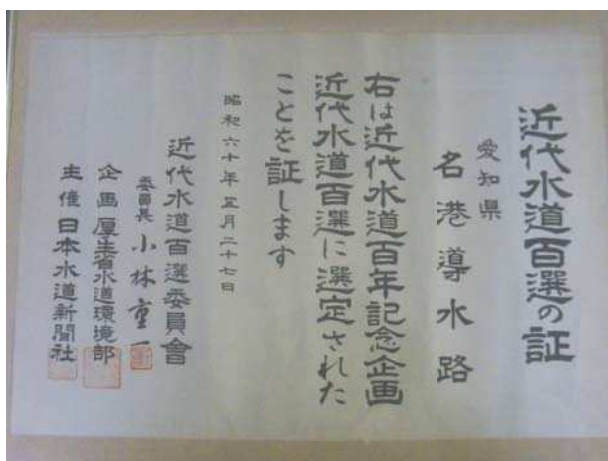 近代水道百選の証
愛知県
名港導水路
右は近代水道百年記念企画
近代水道百選に選定された
ことを証します
昭和六十年五月二十七日
近代水道百選委員會
委員長 小林重一
企画 厚生省水道環境部
主催 日本水道新聞社